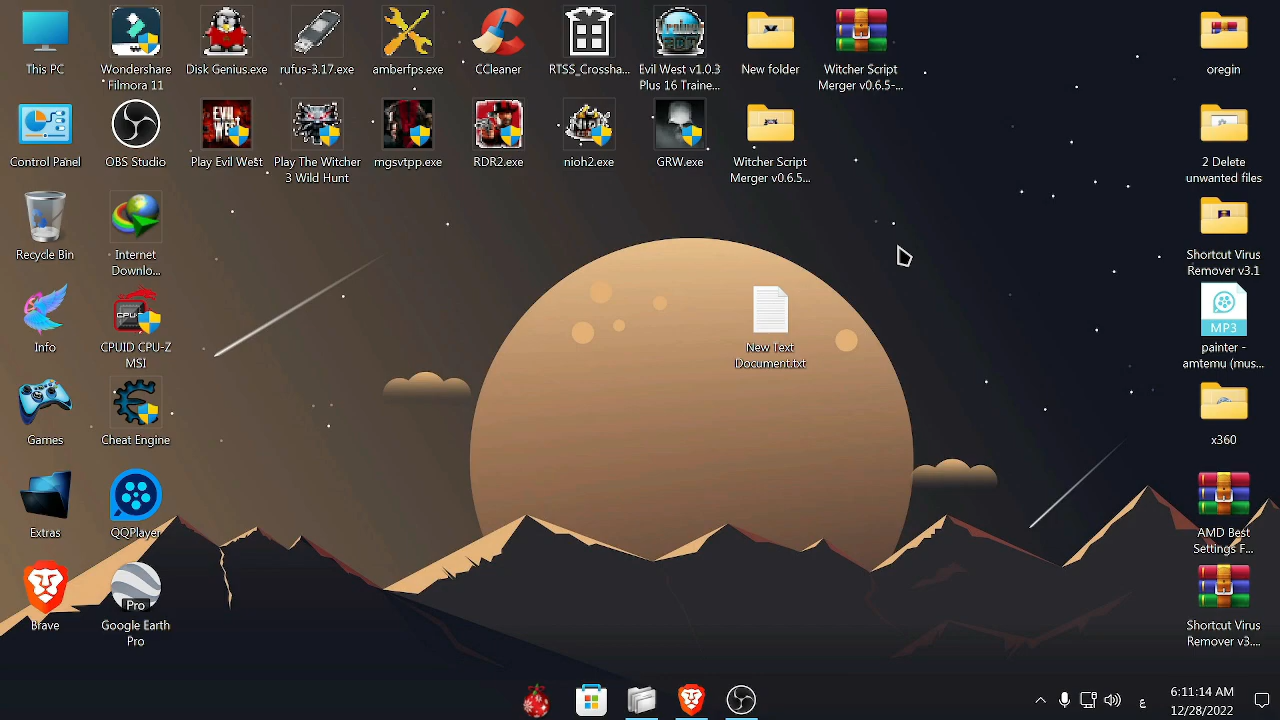 This PC
Wondershare
Filmora 11
Disk Genius.exe
rufus-3.17.exe
amberfps.exe
CCleaner
RTSS_Crossha...
Evil West v1.0.3
Plus 16 Traine...
New folder
Witcher Script
Merger v0.6.5-...
oregin
Control Panel
OBS Studio
EVIL
WEST
Play Evil West
Play The Witcher
3 Wild Hunt
mgsvtpp.exe
RDR2.exe
nioh2.exe
GRW.exe
Witcher Script
Merger v0.6.5...
2 Delete
unwanted files
Recycle Bin
Internet
Downlo...
Shortcut Virus
Remover v3.1
Info
CPU
CPUID CPU-Z
MSI
New Text
Document.txt
MP3
painter -
amtemu (mus...
Games
Cheat Engine
x360
Extras
QQPlayer
AMD Best
Settings F...
Brave
Pro
Google Earth
Pro
Shortcut Virus
Remover v3....
ع
6:11:14 AM
12/28/2022